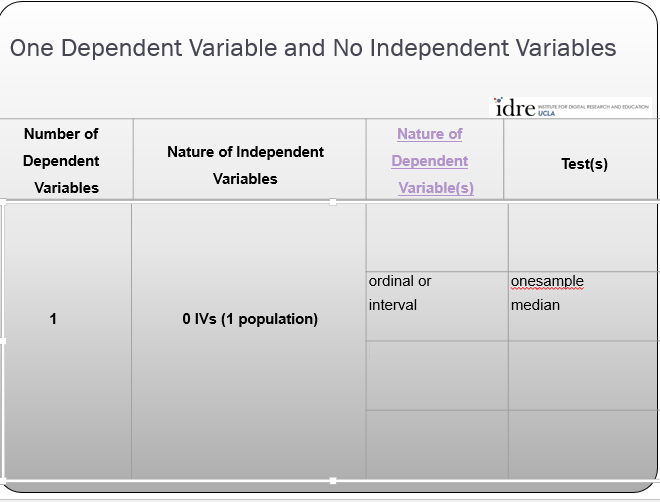 One Dependent Variable and No Independent Variables
idre INSTITUTE FOR DIGITAL RESEARCH AND EDUCATION
UCLA
Number of
Dependent
Variables
Nature of Independent
Variables
Nature of
Dependent
Variable(s)
Test(s)
1
0 IVs (1 population)
ordinal or
interval
onesample
median